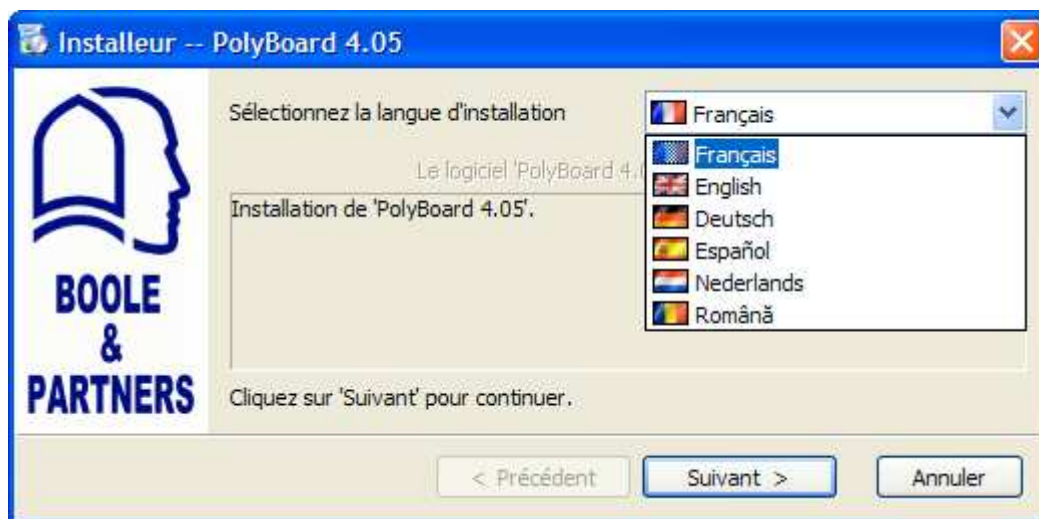 Installeur -- PolyBoard 4.05
Sélectionnez la langue d'installation
Français
Français
English
Deutsch
Español
Nederlands
Română
Le logiciel 'PolyBoard 4.
Installation de 'PolyBoard 4.05'.
BOOLE
&
PARTNERS
Cliquez sur 'Suivant' pour continuer.
< Précédent
Suivant >
Annuler